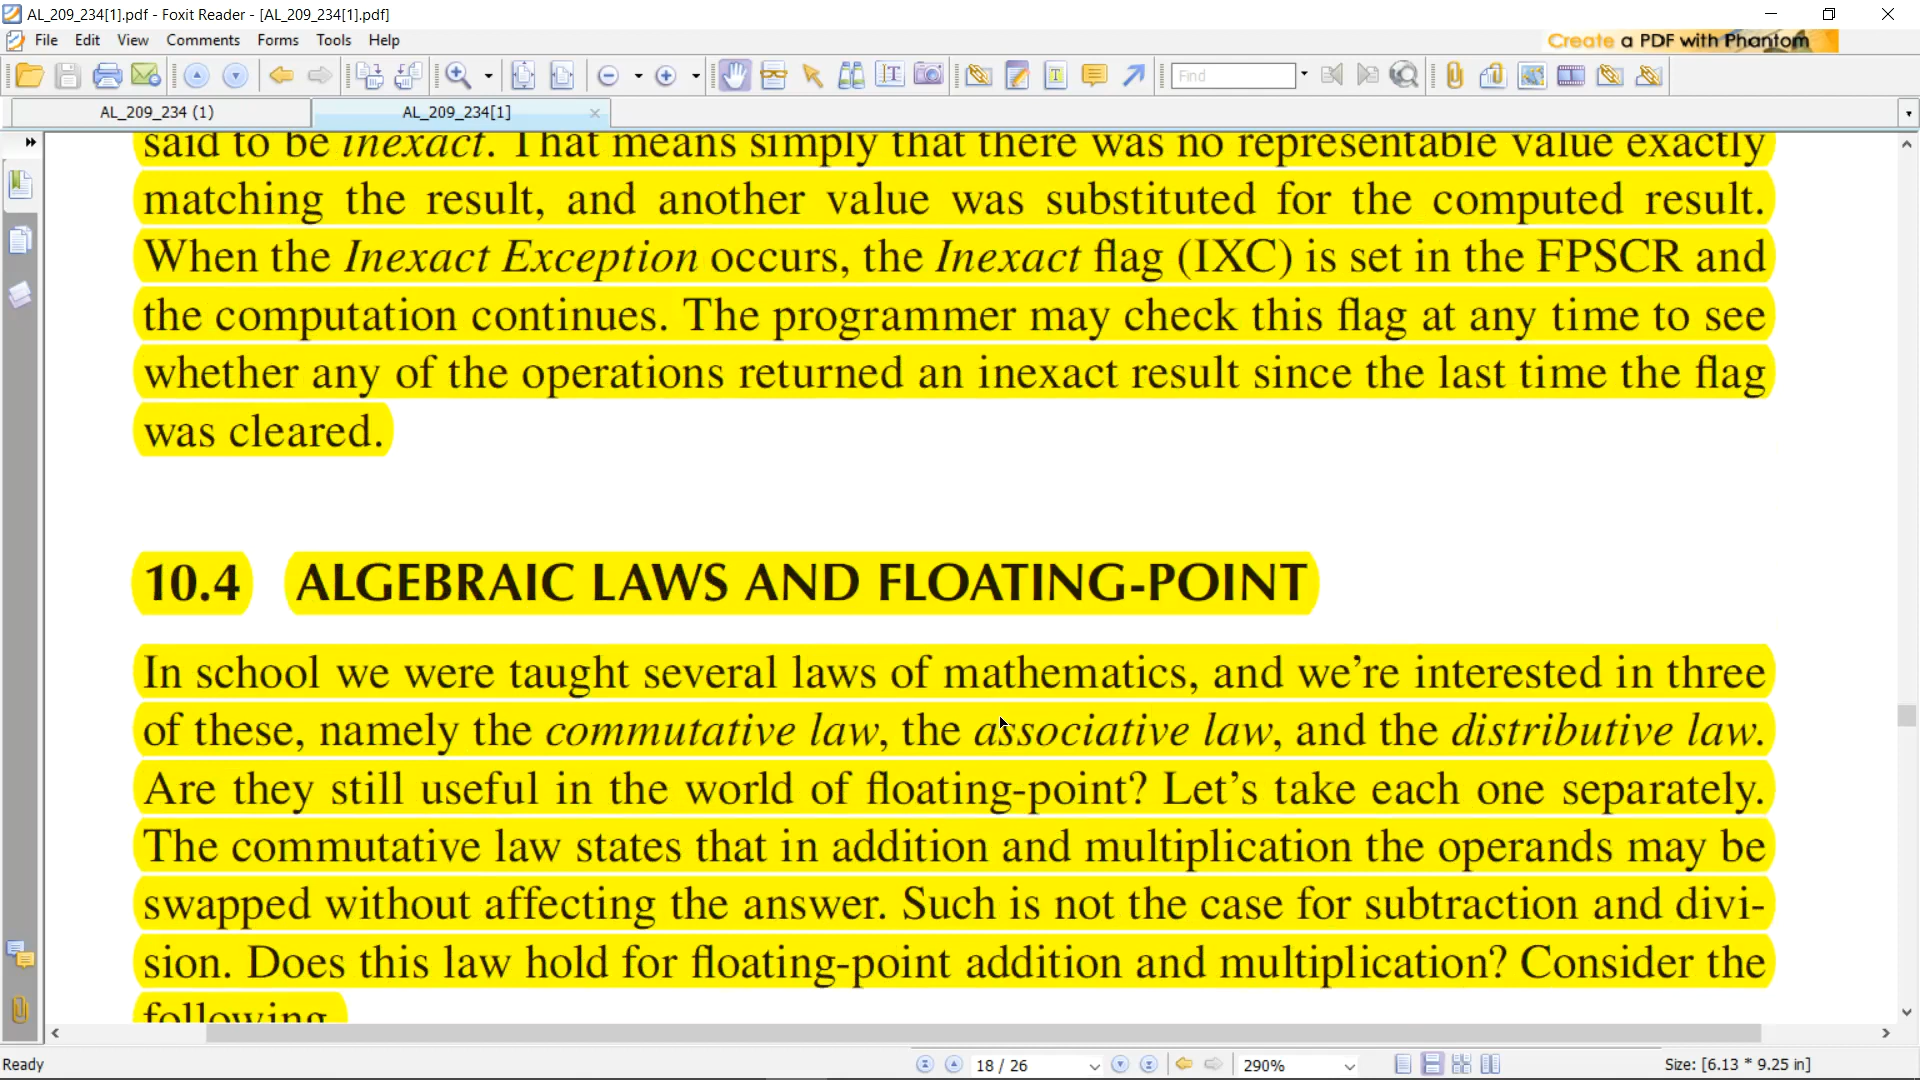 AL_209_234[1].pdf - Foxit Reader - [AL_209_234[1].pdf]
File Edit View Comments Forms Tools Help
Create a PDF with Phantom
Find
AL_209_234 (1) AL_209_234[1]
said to be inexact. That means simply that there was no representable value exactly
matching the result, and another value was substituted for the computed result.
When the Inexact Exception occurs, the Inexact flag (IXC) is set in the FPSCR and
the computation continues. The programmer may check this flag at any time to see
whether any of the operations returned an inexact result since the last time the flag
was cleared.
10.4 ALGEBRAIC LAWS AND FLOATING-POINT
In school we were taught several laws of mathematics, and we're interested in three
of these, namely the commutative law, the associative law, and the distributive law.
Are they still useful in the world of floating-point? Let's take each one separately.
The commutative law states that in addition and multiplication the operands may be
swapped without affecting the answer. Such is not the case for subtraction and divi-
sion. Does this law hold for floating-point addition and multiplication? Consider the
following
Ready 18 / 26 290% Size: [6.13 * 9.25 in]